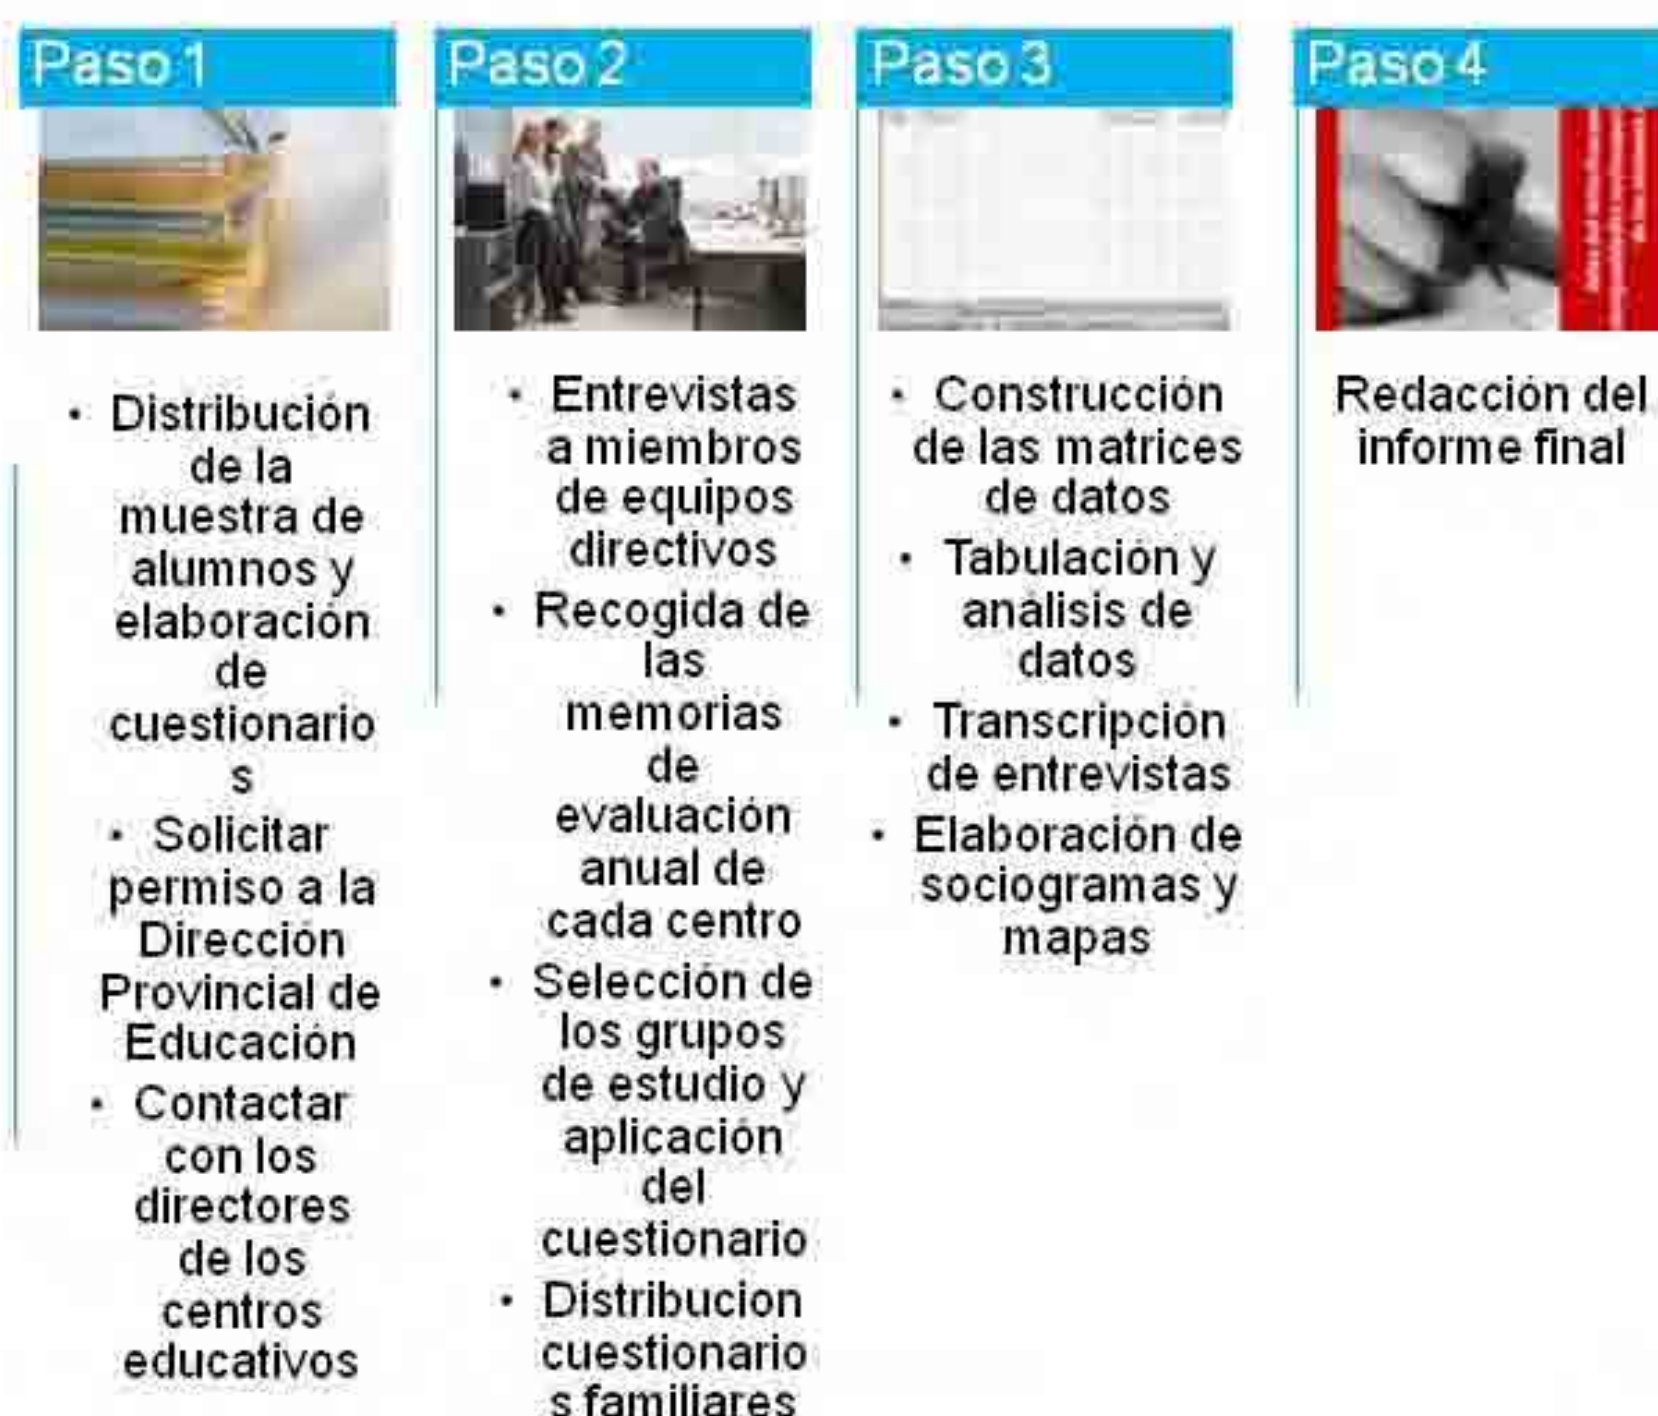 Paso 1
Distribución
de la
muestra de
alumnos y
elaboración
de
cuestionario
s
Solicitar
permiso a la
Dirección
Provincial de
Educación
Contactar
con los
directores
de los
centros
educativos
Paso 2
Entrevistas
a miembros
de equipos
directivos
Recogida de
las
memorias
de
evaluación
anual de
cada centro
Selección de
los grupos
de estudio y
aplicación
del
cuestionario
Distribucion
cuestionario
s familiares
Paso 3
Construcción
de las matrices
de datos
Tabulación y
análisis de
datos
Transcripción
de entrevistas
Elaboración de
sociogramas y
mapas
Paso 4
Redacción del
informe final